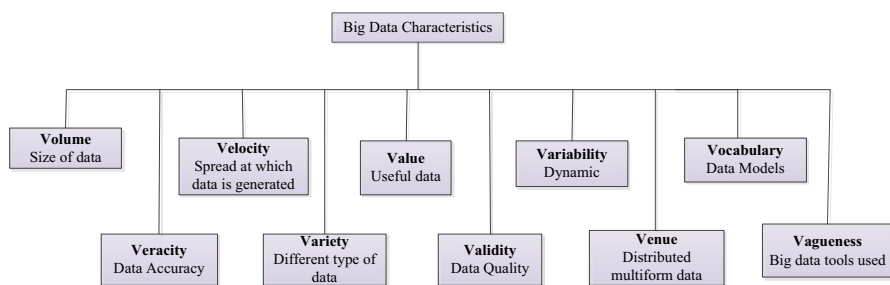 Big Data Characteristics
Volume
Size of data
Velocity
Spread at which
data is generated
Value
Useful data
Variability
Dynamic
Vocabulary
Data Models
Veracity
Data Accuracy
Variety
Different type of
data
Validity
Data Quality
Venue
Distributed
multiform data
Vagueness
Big data tools used